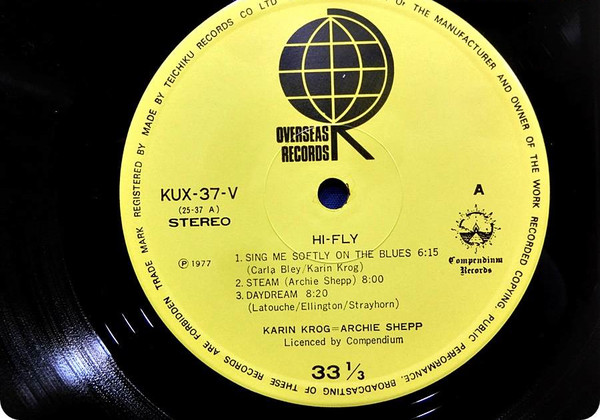 TRADE MARK REGISTERED BY MADE BY TEICHIKU RECORDS CO LTD
OF THE MANUFACTURER AND OWNER OF THE WORK RECORDED COPYING, PUBLIC PERFORMANCE, BROADCASTING OF THESE RECORDS ARE FORBIDDEN
OVERSEAS
RECORDS
KUX-37-V
(25-37 A)
STEREO
A
HI-FLY
Compendium
Records
℗ 1977
1. SING ME SOFTLY ON THE BLUES 6:15
(Carla Bley/Karin Krog)
2. STEAM (Archie Shepp) 8:00
3. DAYDREAM 8:20
(Latouche/Ellington/Strayhorn)
KARIN KROG=ARCHIE SHEPP
Licenced by Compendium
33 1/3